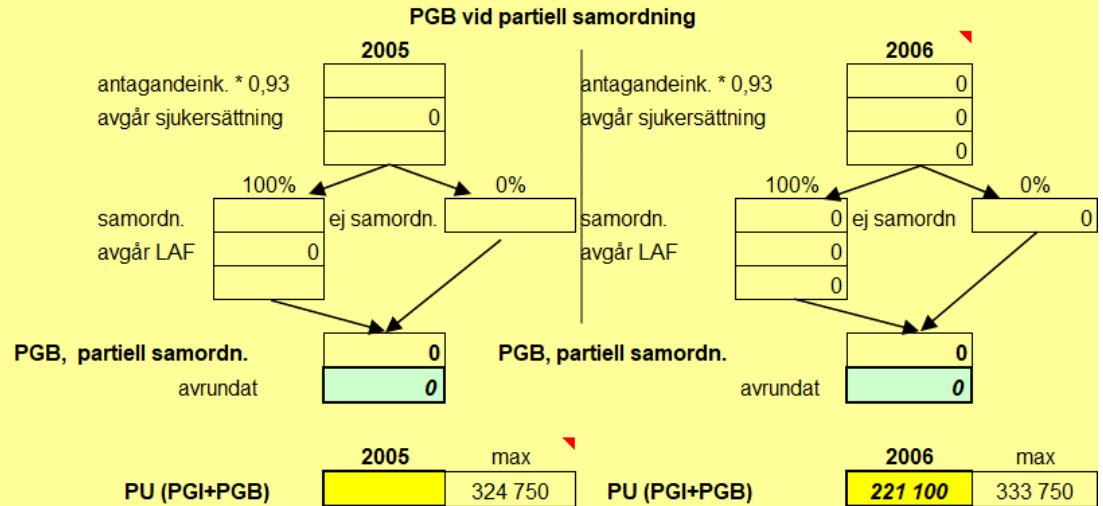 PGB vid partiell samordning
2005 2006
antagandeink. * 0,93 antagandeink. * 0,93 0
avgår sjukersättning 0 avgår sjukersättning 0
0
100% 0% 100% 0%
samordn. ej samordn. samordn. 0 ej samordn 0
avgår LAF 0 avgår LAF 0
0
PGB, partiell samordn. 0 PGB, partiell samordn. 0
avrundat 0 avrundat 0
2005 max 2006 max
PU (PGI+PGB) 324 750 PU (PGI+PGB) 221 100 333 750